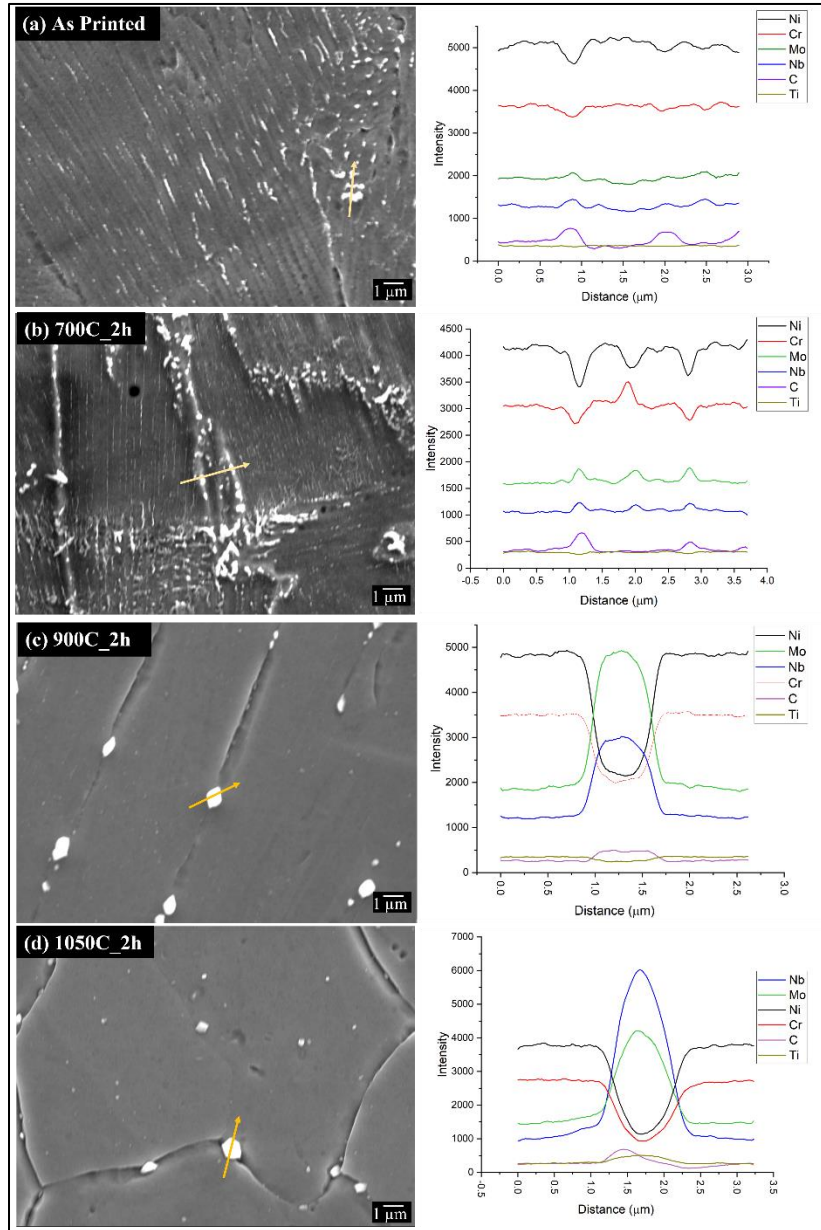 (a) As Printed
1 μm
5000
4000
3000
2000
1000
0
Intensity
0.0
0.5
1.0
1.5
2.0
2.5
3.0
Distance (μm)
Ni
Cr
Mo
Nb
C
Ti
(b) 700C_2h
1 μm
4500
4000
3500
3000
2500
2000
1500
1000
500
0
Intensity
-0.5
0.0
0.5
1.0
1.5
2.0
2.5
3.0
3.5
4.0
Distance (μm)
Ni
Cr
Mo
Nb
C
Ti
(c) 900C_2h
1 μm
5000
4000
3000
2000
1000
0
Intensity
0.0
0.5
1.0
1.5
2.0
2.5
3.0
Distance (μm)
Ni
Mo
Nb
Cr
C
Ti
(d) 1050C_2h
1 μm
7000
6000
5000
4000
3000
2000
1000
0
Intensity
-0.5
0.0
0.5
1.0
1.5
2.0
2.5
3.0
3.5
Distance (μm)
Nb
Mo
Ni
Cr
C
Ti